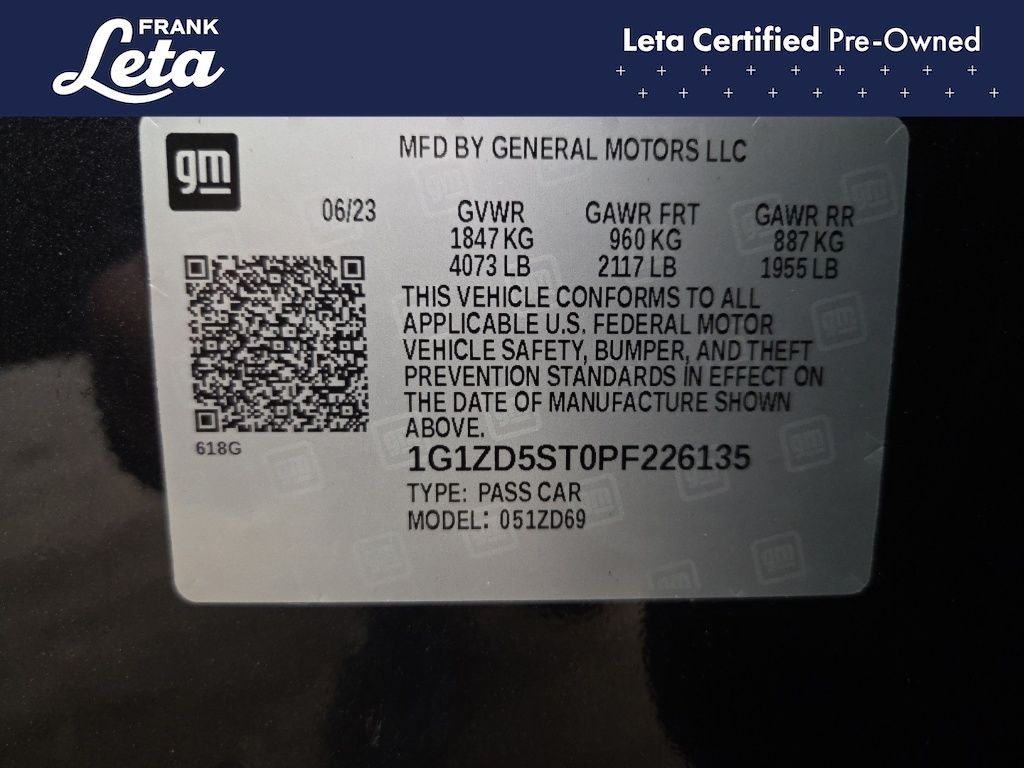 FRANK
Leta
Leta Certified Pre-Owned
gm
MFD BY GENERAL MOTORS LLC
06/23 GVWR GAWR FRT GAWR RR
1847 KG 960 KG 887 KG
4073 LB 2117 LB 1955 LB
THIS VEHICLE CONFORMS TO ALL
APPLICABLE U.S. FEDERAL MOTOR
VEHICLE SAFETY, BUMPER, AND THEFT
PREVENTION STANDARDS IN EFFECT ON
THE DATE OF MANUFACTURE SHOWN
ABOVE.
618G
1G1ZD5ST0PF226135
TYPE: PASS CAR
MODEL: 051ZD69